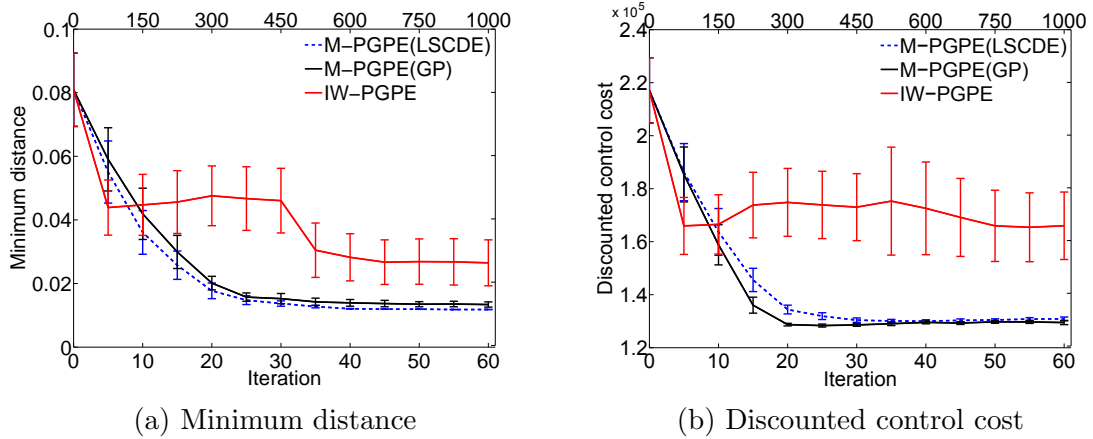 0 150 300 450 600 750 1000
0.1
0.08
0.06
0.04
0.02
0
Minimum distance
M-PGPE(LSCDE)
M-PGPE(GP)
IW-PGPE
0 10 20 30 40 50 60
Iteration
(a) Minimum distance
0 150 300 450 600 750 1000
x 10^5
2.4
2.2
2.0
1.8
1.6
1.4
1.2
Discounted control cost
M-PGPE(LSCDE)
M-PGPE(GP)
IW-PGPE
0 10 20 30 40 50 60
Iteration
(b) Discounted control cost